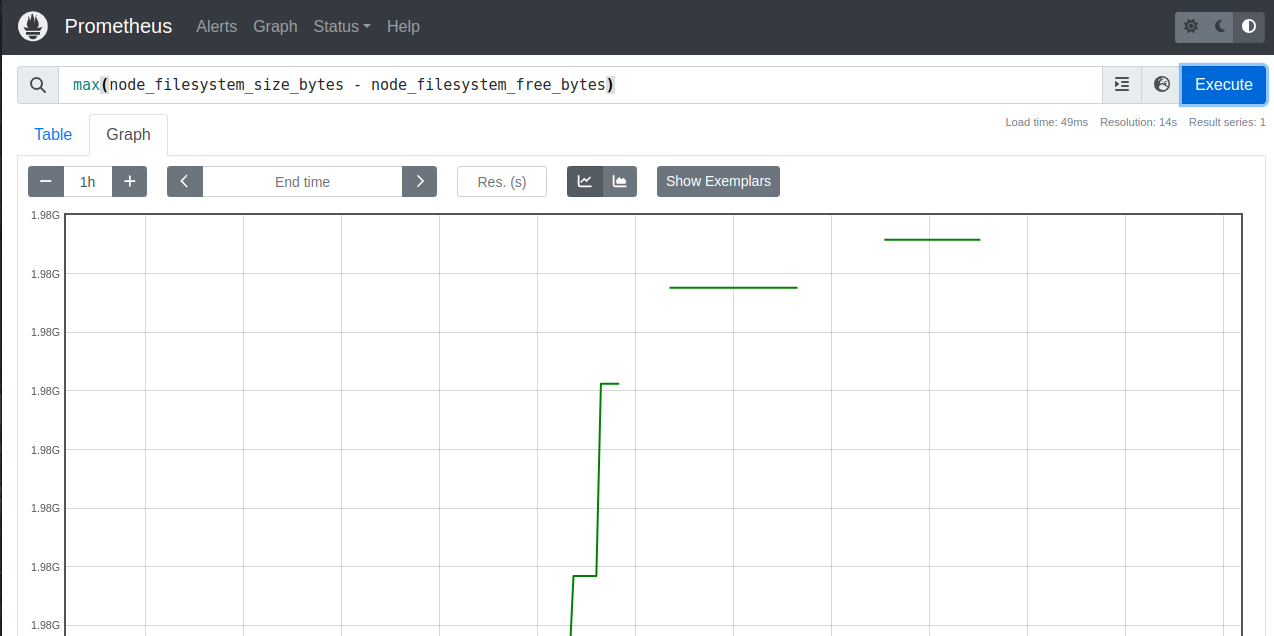 Prometheus Alerts Graph Status Help
max(node_filesystem_size_bytes - node_filesystem_free_bytes) Execute
Load time: 49ms Resolution: 14s Result series: 1
Table Graph
− 1h + End time Res. (s) Show Exemplars
1.98G
1.98G
1.98G
1.98G
1.98G
1.98G
1.98G
1.98G